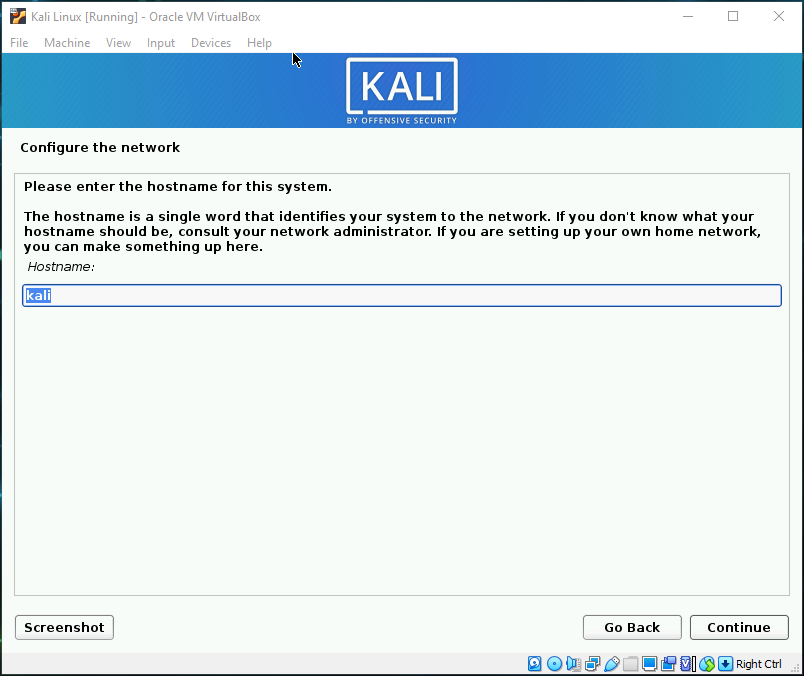 Kali Linux [Running] - Oracle VM VirtualBox
File Machine View Input Devices Help
KALI
BY OFFENSIVE SECURITY
Configure the network
Please enter the hostname for this system.
The hostname is a single word that identifies your system to the network. If you don't know what your
hostname should be, consult your network administrator. If you are setting up your own home network,
you can make something up here.
Hostname:
kali
Screenshot Go Back Continue
Right Ctrl